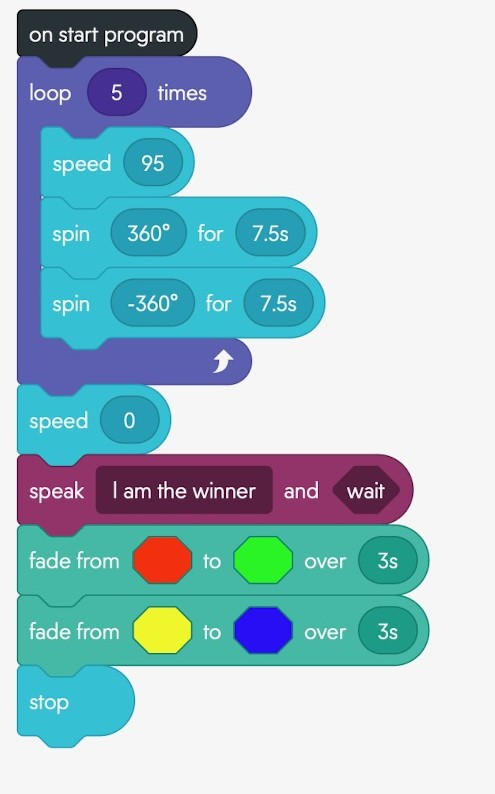 on start program
loop 5 times
speed 95
spin 360° for 7.5s
spin -360° for 7.5s
speed 0
speak I am the winner and wait
fade from to over 3s
fade from to over 3s
stop